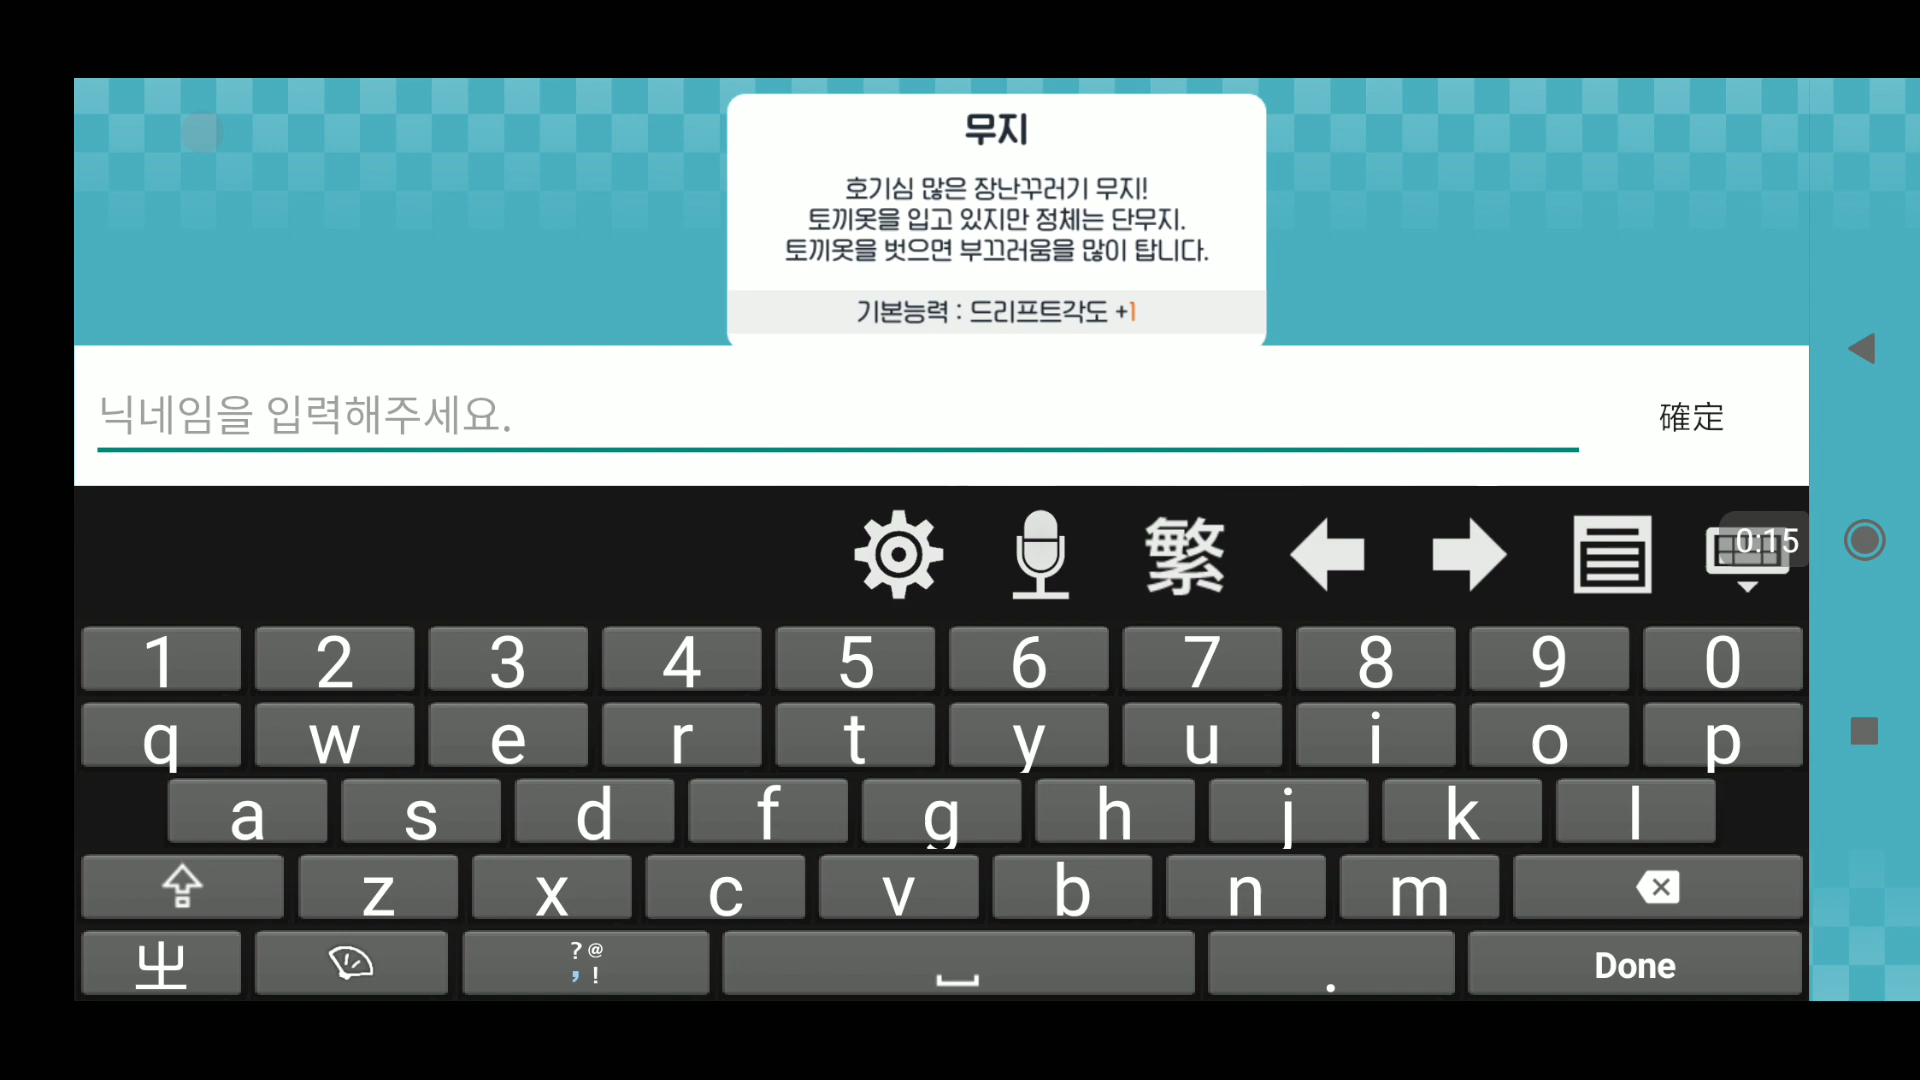 무지
호기심 많은 장난꾸러기 무지!
토끼옷을 입고 있지만 정체는 단무지.
토끼옷을 벗으면 부끄러움을 많이 탑니다.
기본능력 : 드리프트각도 +1
닉네임을 입력해주세요.
確定
繁
0:15
1 2 3 4 5 6 7 8 9 0
q w e r t y u i o p
a s d f g h j k l
z x c v b n m
ㄓ ? @ , ! . Done